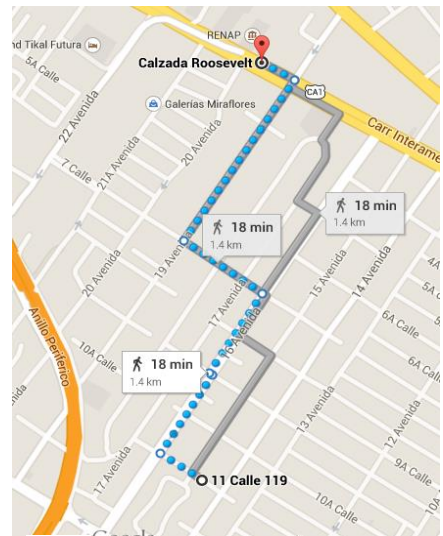 RENAP
nd Tikal Futura
Calzada Roosevelt
5A Calle
CA1
22 Avenida
Galerías Miraflores
Carr Interame
20 Avenida
21A Avenida
7 Calle
18 min
1.4 km
18 min
1.4 km
19 Avenida
17 Avenida
15 Avenida
14 Avenida
5A
4A
20 Avenida
6A Calle
6A Calle
16 Avenida
10A Calle
Anillo Periferico
18 min
1.4 km
13 Avenida
12 Avenida
17 Avenida
9A Calle
11 Calle 119
10A Calle
Google